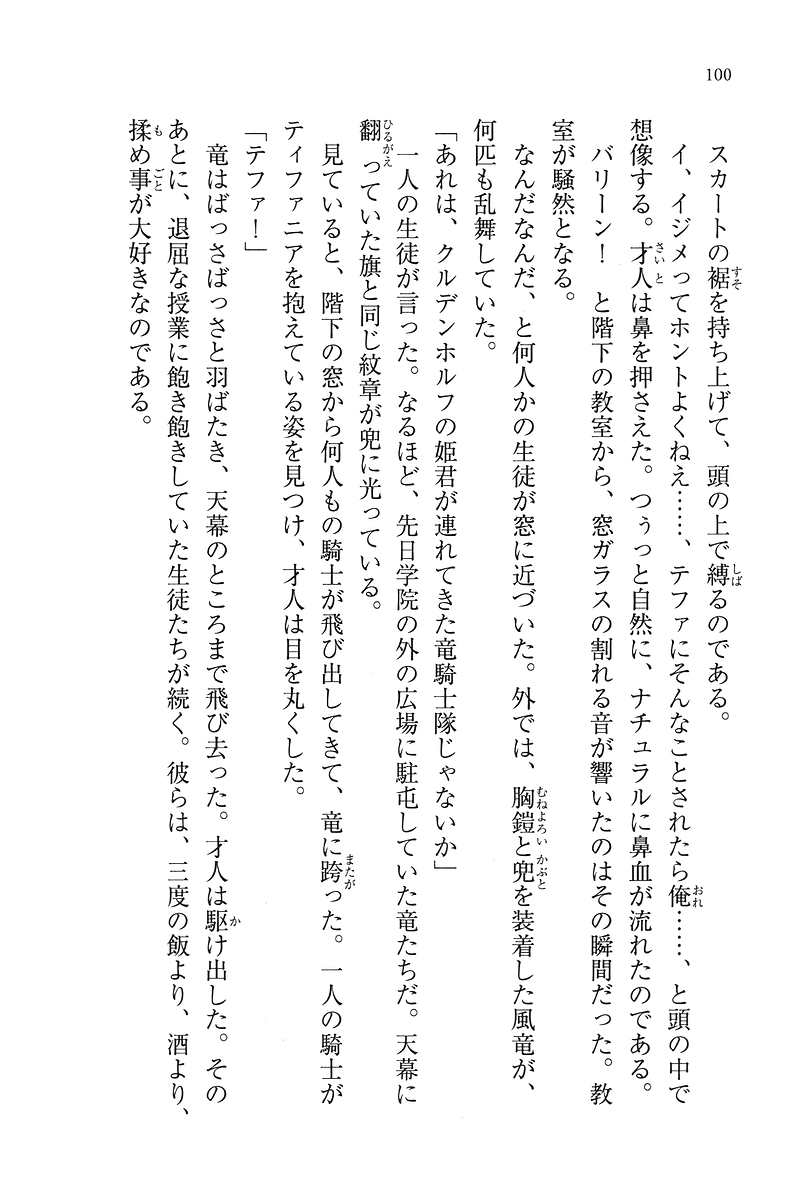 100
スカートの裾を持ち上げて、頭の上で縛るのである。
イ、イジメってホントよくねえ……、テファにそんなことされたら俺……、と頭の中で
想像する。才人は鼻を押さえた。つぅっと自然に、ナチュラルに鼻血が流れたのである。
バリーン！　と階下の教室から、窓ガラスの割れる音が響いたのはその瞬間だった。教
室が騒然となる。
なんだなんだ、と何人かの生徒が窓に近づいた。外では、胸鎧と兜を装着した風竜が、
何匹も乱舞していた。
「あれは、クルデンホルフの姫君が連れてきた竜騎士隊じゃないか」
一人の生徒が言った。なるほど、先日学院の外の広場に駐屯していた竜たちだ。天幕に
翻っていた旗と同じ紋章が兜に光っている。
見ていると、階下の窓から何人もの騎士が飛び出してきて、竜に跨った。一人の騎士が
ティファニアを抱えている姿を見つけ、才人は目を丸くした。
「テファ！」
竜はばっさばっさと羽ばたき、天幕のところまで飛び去った。才人は駆け出した。その
あとに、退屈な授業に飽き飽きしていた生徒たちが続く。彼らは、三度の飯より、酒より、
揉め事が大好きなのである。